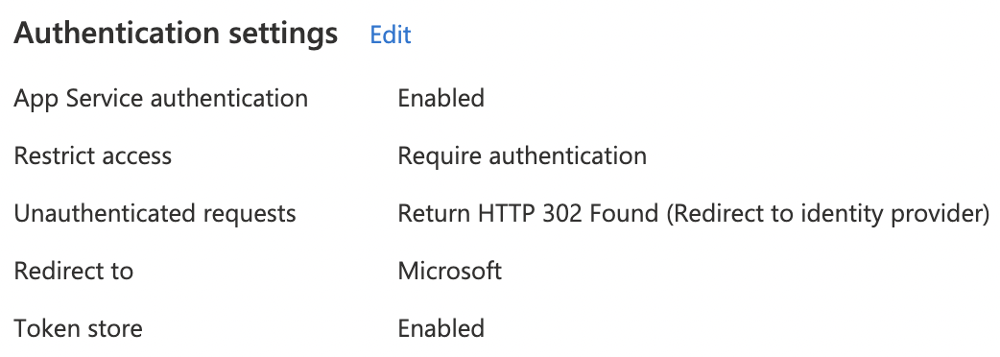 Authentication settings Edit
App Service authentication Enabled
Restrict access Require authentication
Unauthenticated requests Return HTTP 302 Found (Redirect to identity provider)
Redirect to Microsoft
Token store Enabled